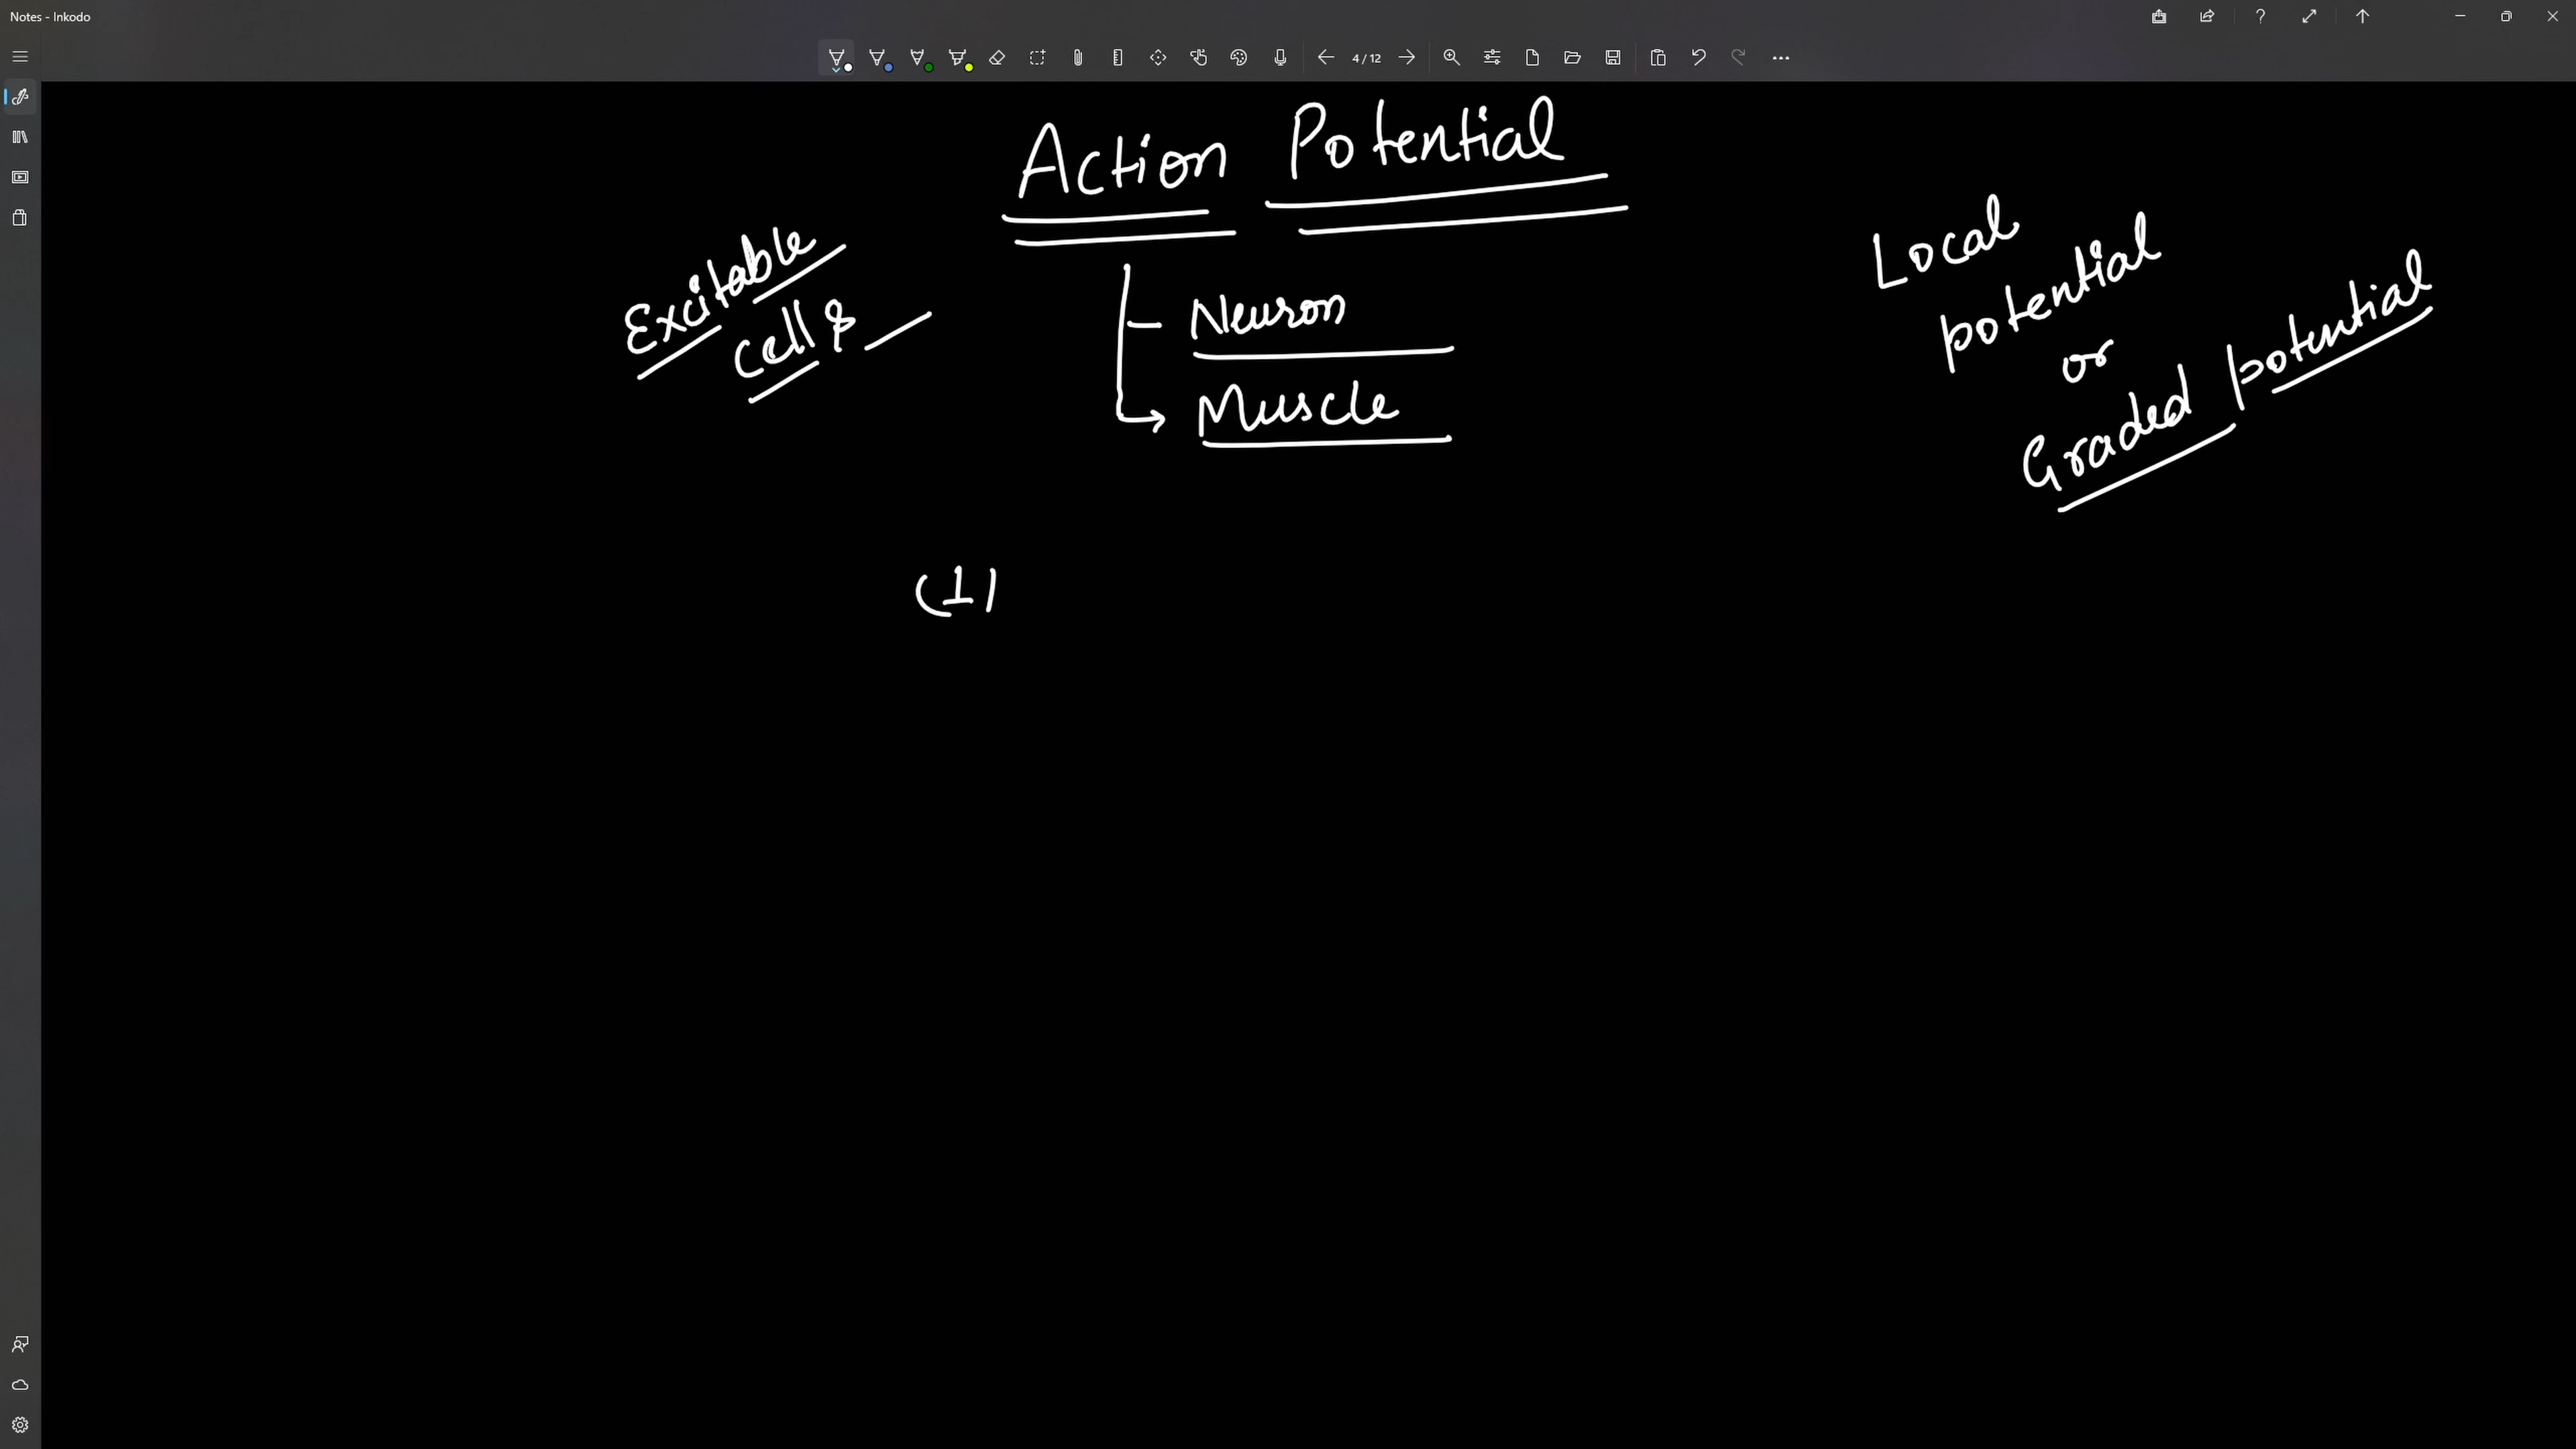 Notes - Inkodo
4 / 12
Action Potential
Excitable
cells
Neuron
Muscle
Local
potential
or
Graded potential
(1)